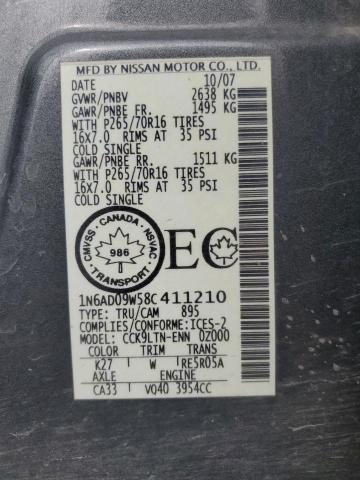 MFD BY NISSAN MOTOR CO., LTD.
DATE 10/07
GVWR/PNBV 2638 KG
GAWR/PNBE FR. 1495 KG
WITH P265/70R16 TIRES
16X7.0 RIMS AT 35 PSI
COLD SINGLE
GAWR/PNBE RR. 1511 KG
WITH P265/70R16 TIRES
16X7.0 RIMS AT 35 PSI
COLD SINGLE
CANADA
CMVSS NSVAC
986
TRANSPORT
EC
1N6AD09W58C411210
TYPE: TRU/CAM 895
COMPLIES/CONFORME:ICES-2
MODEL: CCK9LTN-ENN 0Z000
COLOR TRIM TRANS
K27 W RE5R05A
AXLE ENGINE
CA33 VQ40 3954CC